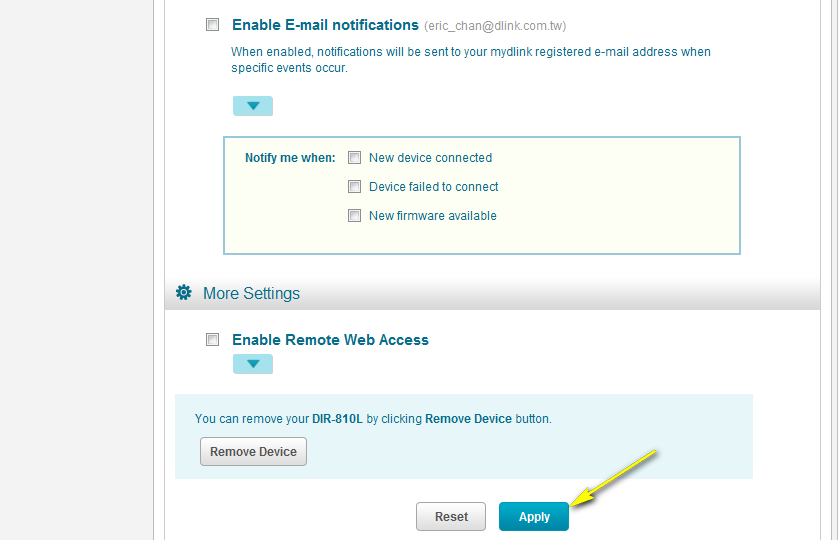 Enable E-mail notifications (eric_chan@dlink.com.tw)
When enabled, notifications will be sent to your mydlink registered e-mail address when
specific events occur.
Notify me when: New device connected
Device failed to connect
New firmware available
More Settings
Enable Remote Web Access
You can remove your DIR-810L by clicking Remove Device button.
Remove Device
Reset Apply